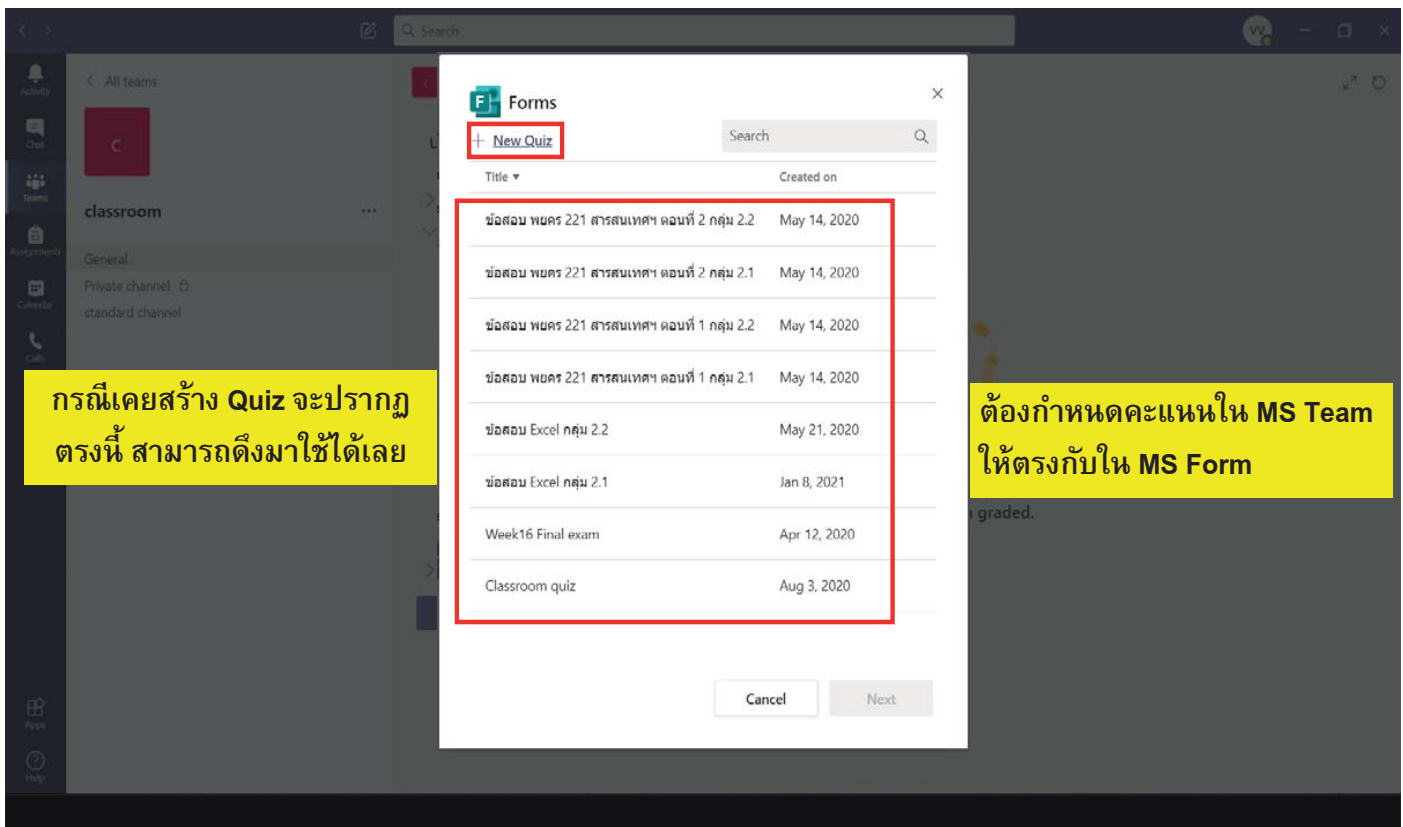 Search
VV
Activity
Chat
Teams
Assignments
Calendar
Calls
Apps
Help
All teams
C
classroom
...
General
Private channel
standard channel
กรณีเคยสร้าง Quiz จะปรากฏ
ตรงนี้ สามารถดึงมาใช้ได้เลย
F Forms
+ New Quiz
Search
Title Created on
ข้อสอบ พยคร 221 สารสนเทศฯ ตอนที่ 2 กลุ่ม 2.2 May 14, 2020
ข้อสอบ พยคร 221 สารสนเทศฯ ตอนที่ 2 กลุ่ม 2.1 May 14, 2020
ข้อสอบ พยคร 221 สารสนเทศฯ ตอนที่ 1 กลุ่ม 2.2 May 14, 2020
ข้อสอบ พยคร 221 สารสนเทศฯ ตอนที่ 1 กลุ่ม 2.1 May 14, 2020
ข้อสอบ Excel กลุ่ม 2.2 May 21, 2020
ข้อสอบ Excel กลุ่ม 2.1 Jan 8, 2021
Week16 Final exam Apr 12, 2020
Classroom quiz Aug 3, 2020
Cancel Next
ต้องกำหนดคะแนนใน MS Team
ให้ตรงกับใน MS Form
graded.